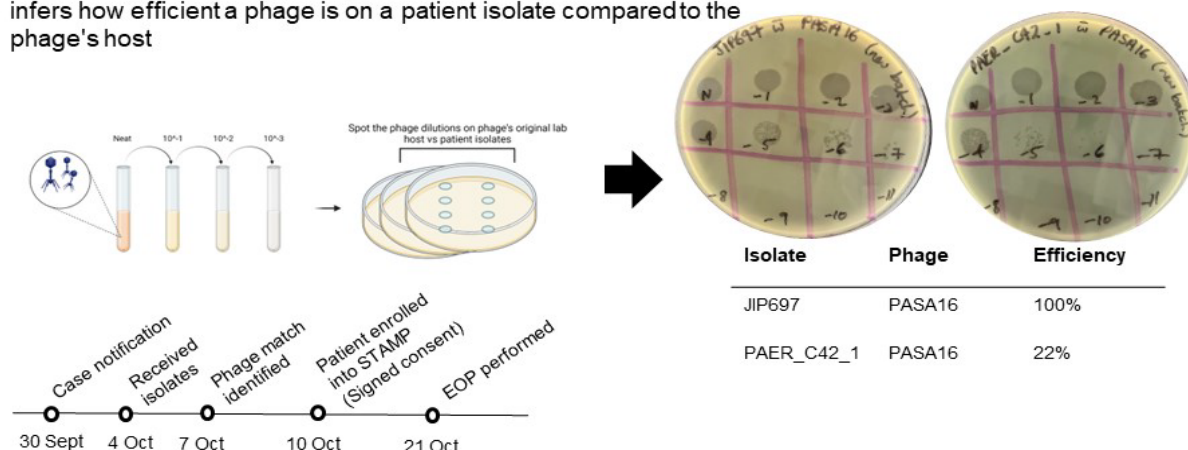 infers how efficient a phage is on a patient isolate compared to the
phage's host
Neat
10^-1
10^-2
10^-3
Spot the phage dilutions on phage's original lab
host vs patient isolates
JIP697 w̄ PASA16 (new batch)
N
-1
-2
-3
-4
-5
-6
-7
-8
-9
-10
-11
PAER_C42_1 w̄ PASA16 (new batch)
N
-1
-2
-3
-4
-5
-6
-7
-8
-9
-10
-11
Isolate Phage Efficiency
JIP697 PASA16 100%
PAER_C42_1 PASA16 22%
Case notification
Received
isolates
Phage match
identified
Patient enrolled
into STAMP
(Signed consent)
EOP performed
30 Sept 4 Oct 7 Oct 10 Oct 21 Oct